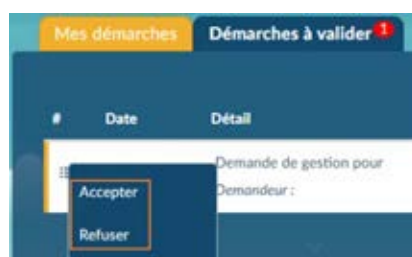 Mes démarches Démarches à valider 1
# Date Détail
Demande de gestion pour
Accepter Demandeur :
Refuser